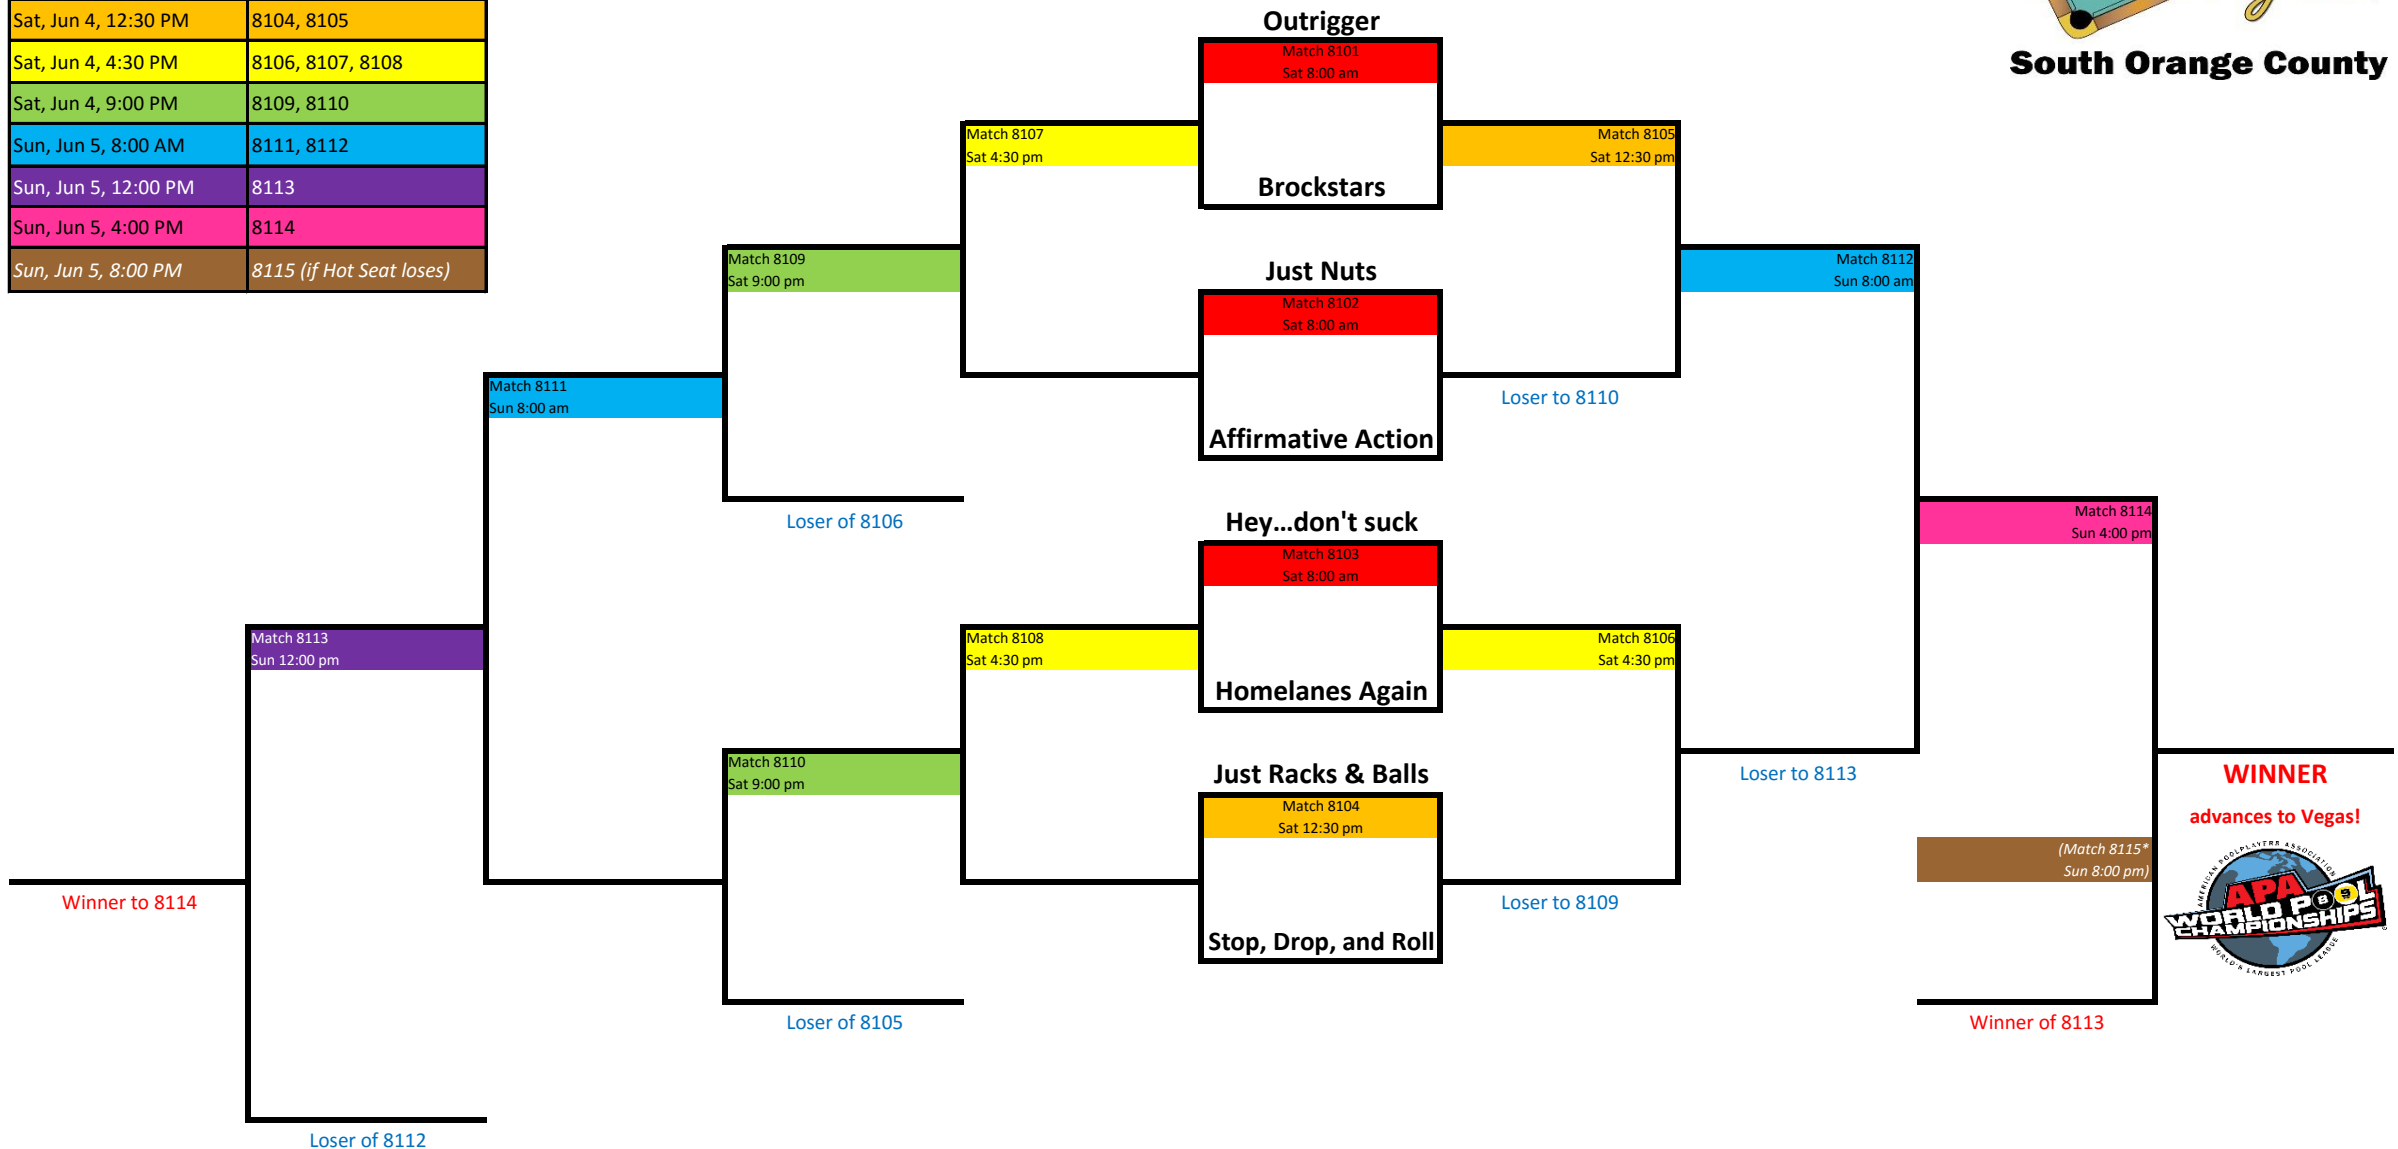 Sat, Jun 4, 12:30 PM 8104, 8105
Sat, Jun 4, 4:30 PM 8106, 8107, 8108
Sat, Jun 4, 9:00 PM 8109, 8110
Sun, Jun 5, 8:00 AM 8111, 8112
Sun, Jun 5, 12:00 PM 8113
Sun, Jun 5, 4:00 PM 8114
Sun, Jun 5, 8:00 PM 8115 (if Hot Seat loses)
South Orange County
Outrigger
Match 8101
Sat 8:00 am
Brockstars
Match 8107
Sat 4:30 pm
Match 8105
Sat 12:30 pm
Just Nuts
Match 8102
Sat 8:00 am
Affirmative Action
Match 8109
Sat 9:00 pm
Match 8112
Sun 8:00 am
Match 8111
Sun 8:00 am
Loser to 8110
Loser of 8106
Hey...don't suck
Match 8103
Sat 8:00 am
Homelanes Again
Match 8114
Sun 4:00 pm
Match 8113
Sun 12:00 pm
Match 8108
Sat 4:30 pm
Match 8106
Sat 4:30 pm
Match 8110
Sat 9:00 pm
Just Racks & Balls
Match 8104
Sat 12:30 pm
Stop, Drop, and Roll
Loser to 8113
WINNER
advances to Vegas!
(Match 8115*
Sun 8:00 pm)
AMERICAN POOLPLAYERS ASSOCIATION
APA
WORLD POOL
CHAMPIONSHIPS
WORLD'S LARGEST POOL LEAGUE
Winner to 8114
Loser to 8109
Loser of 8105
Winner of 8113
Loser of 8112